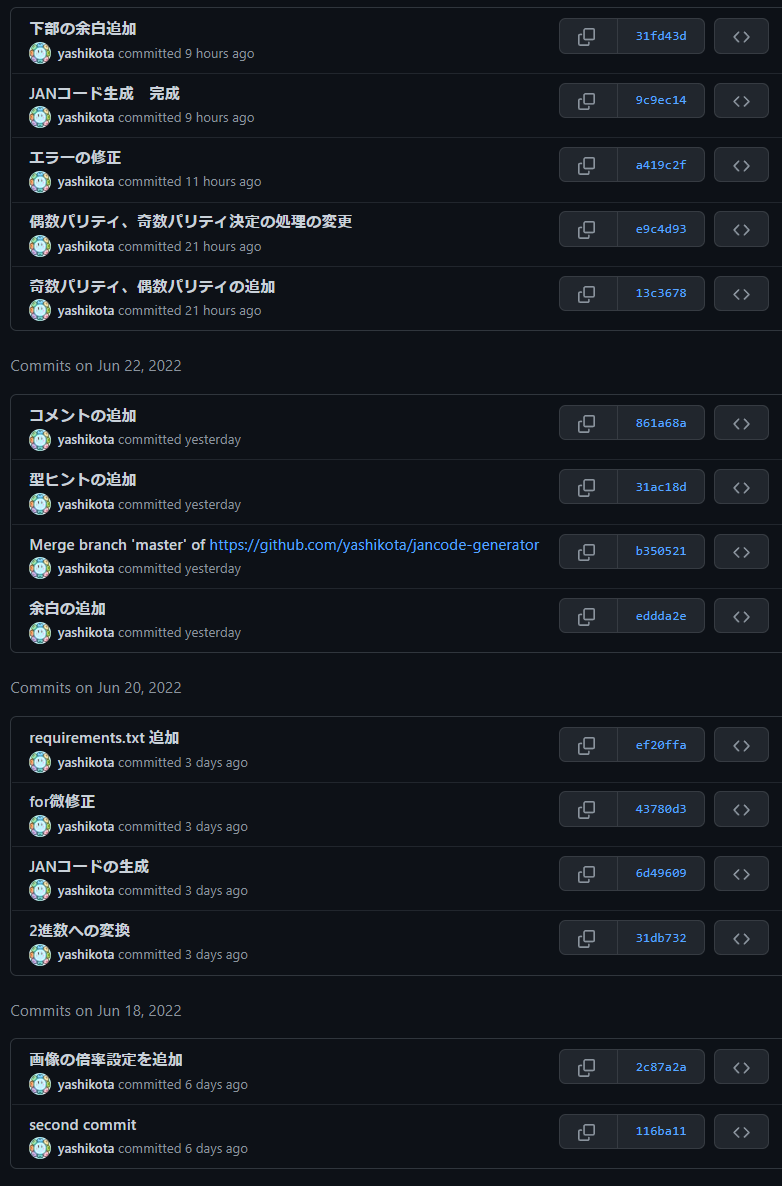 下部の余白追加
31fd43d
yashikota committed 9 hours ago
JANコード生成　完成
9c9ec14
yashikota committed 9 hours ago
エラーの修正
a419c2f
yashikota committed 11 hours ago
偶数パリティ、奇数パリティ決定の処理の変更
e9c4d93
yashikota committed 21 hours ago
奇数パリティ、偶数パリティの追加
13c3678
yashikota committed 21 hours ago
Commits on Jun 22, 2022
コメントの追加
861a68a
yashikota committed yesterday
型ヒントの追加
31ac18d
yashikota committed yesterday
Merge branch 'master' of https://github.com/yashikota/jancode-generator
b350521
yashikota committed yesterday
余白の追加
eddda2e
yashikota committed yesterday
Commits on Jun 20, 2022
requirements.txt 追加
ef20ffa
yashikota committed 3 days ago
for微修正
43780d3
yashikota committed 3 days ago
JANコードの生成
6d49609
yashikota committed 3 days ago
2進数への変換
31db732
yashikota committed 3 days ago
Commits on Jun 18, 2022
画像の倍率設定を追加
2c87a2a
yashikota committed 6 days ago
second commit
116ba11
yashikota committed 6 days ago